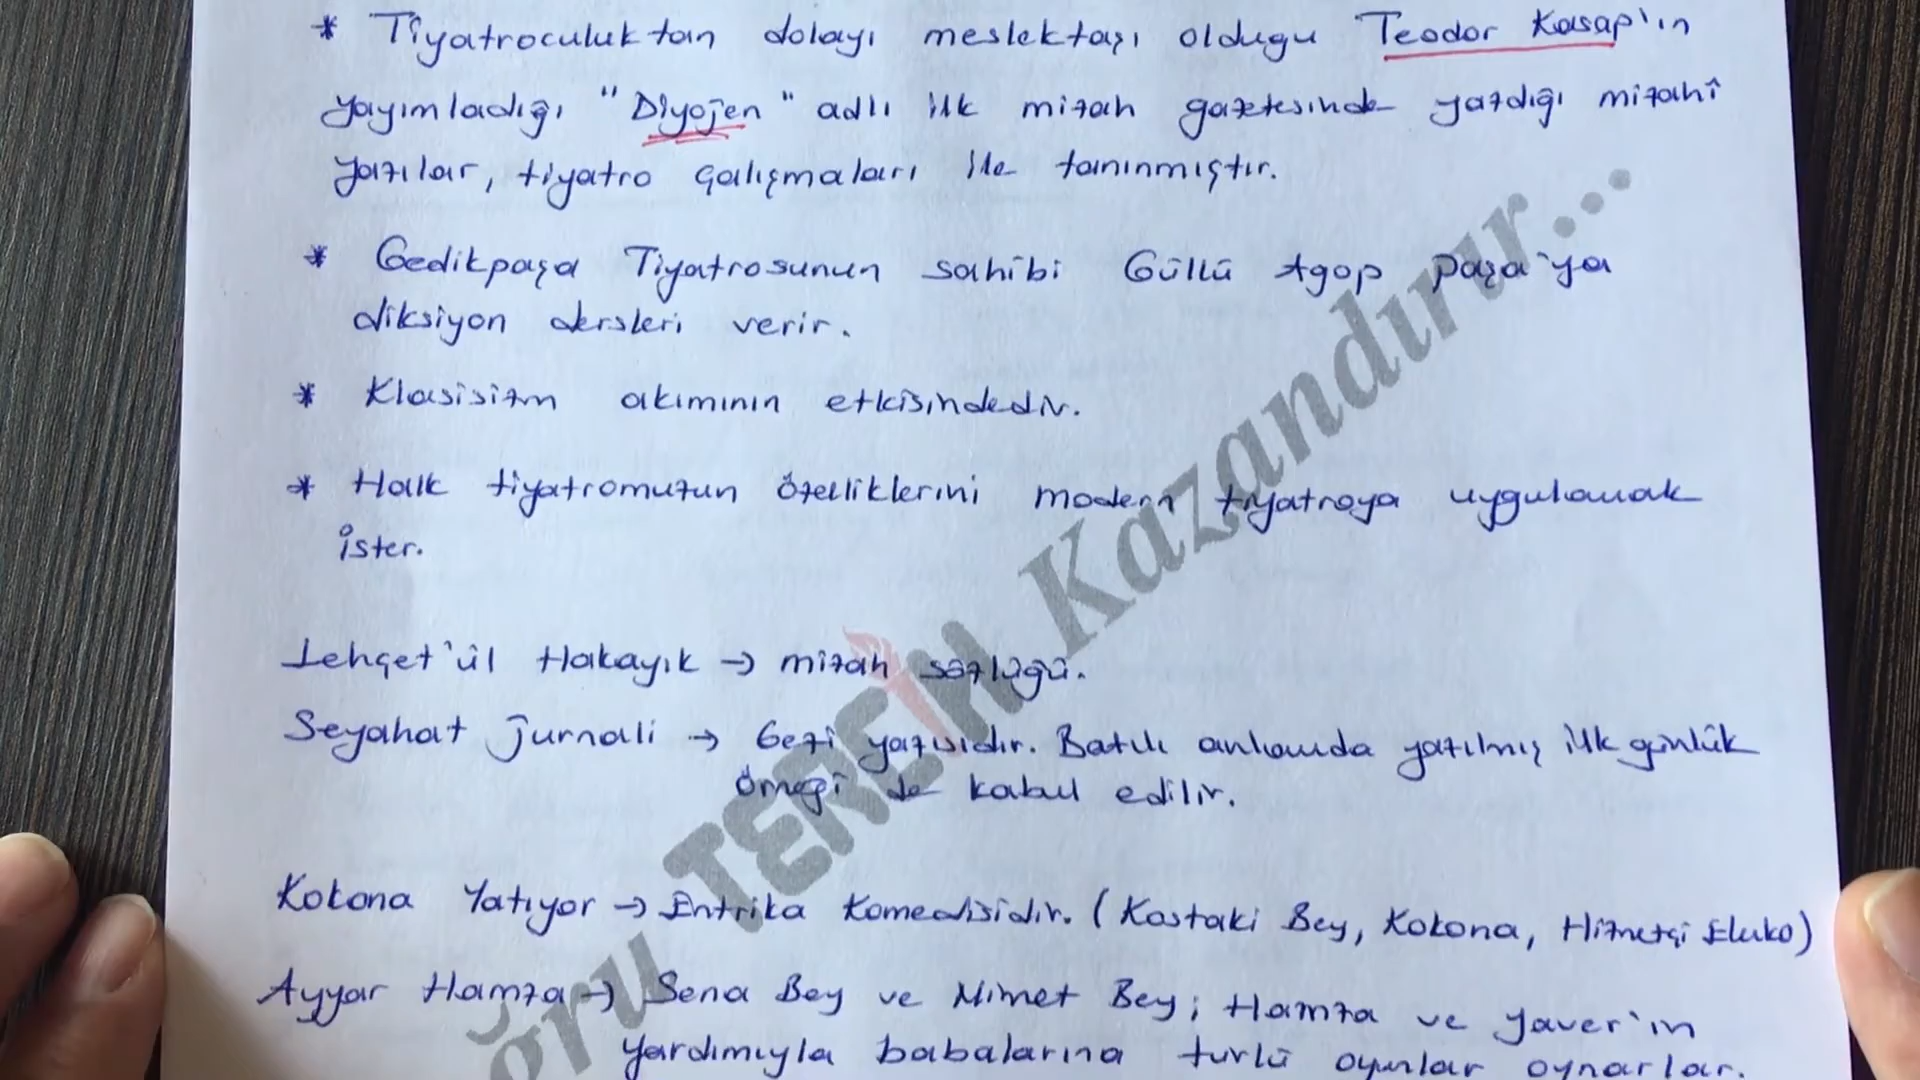 * Tiyatroculuktan dolayı meslektaşı olduğu Teodor Kasap'ın
yayımladığı "Diyojen" adlı ilk mizah gazetesinde yazdığı mizahî
yazılar, tiyatro çalışmaları ile tanınmıştır.
* Gedikpaşa Tiyatrosunun sahibi Güllü Agop Paşa'ya
diksiyon dersleri verir.
* Klasisizm akımının etkisindedir.
* Halk tiyatromuzun özelliklerini modern tiyatroya uygulamak
ister.
Lehçet'ül Hakayık → mizah sözlüğü.
Seyahat Jurnali → Gezi yazısıdır. Batılı anlamda yazılmış ilk günlük
örneği de kabul edilir.
Kokona Yatıyor → Entrika komedisidir. (Kostaki Bey, Kokona, Hizmetçi Eluko)
Ayyar Hamza → Sena Bey ve Nimet Bey; Hamza ve Yaver'in
yardımıyla babalarına türlü oyunlar oynarlar.
ğru TERCİH Kazandırır...